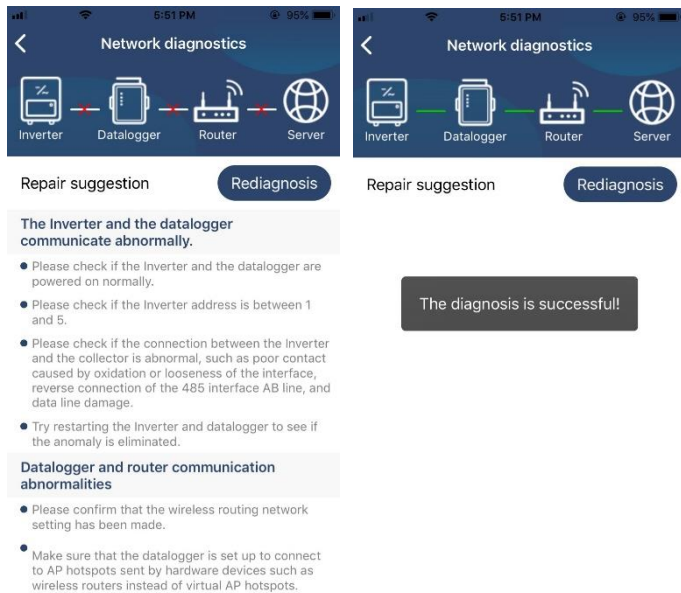 5:51 PM
95%
Network diagnostics
Inverter
Datalogger
Router
Server
Repair suggestion
Rediagnosis
The Inverter and the datalogger
communicate abnormally.
Please check if the Inverter and the datalogger are
powered on normally.
Please check if the Inverter address is between 1
and 5.
Please check if the connection between the Inverter
and the collector is abnormal, such as poor contact
caused by oxidation or looseness of the interface,
reverse connection of the 485 interface AB line, and
data line damage.
Try restarting the Inverter and datalogger to see if
the anomaly is eliminated.
Datalogger and router communication
abnormalities
Please confirm that the wireless routing network
setting has been made.
Make sure that the datalogger is set up to connect
to AP hotspots sent by hardware devices such as
wireless routers instead of virtual AP hotspots.
5:51 PM
95%
Network diagnostics
Inverter
Datalogger
Router
Server
Repair suggestion
Rediagnosis
The diagnosis is successful!